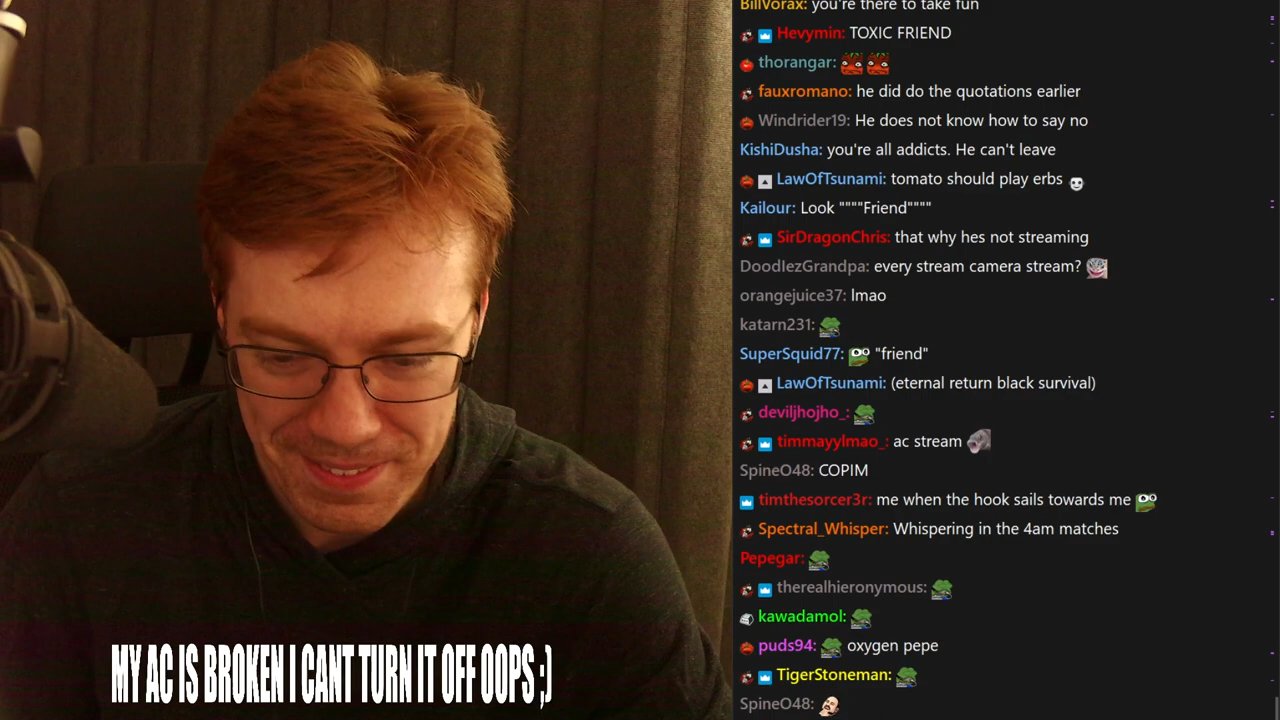 BillVorax: you're there to take fun
Hevymin: TOXIC FRIEND
thorangar:
fauxromano: he did do the quotations earlier
Windrider19: He does not know how to say no
KishiDusha: you're all addicts. He can't leave
LawOfTsunami: tomato should play erbs
Kailour: Look """"Friend""""
SirDragonChris: that why hes not streaming
DoodlezGrandpa: every stream camera stream?
orangejuice37: lmao
katarn231:
SuperSquid77: "friend"
LawOfTsunami: (eternal return black survival)
deviljhojho_:
timmayylmao_: ac stream
SpineO48: COPIM
timthesorcer3r: me when the hook sails towards me
Spectral_Whisper: Whispering in the 4am matches
Pepegar:
therealhieronymous:
kawadamol:
puds94: oxygen pepe
TigerStoneman:
SpineO48:
MY AC IS BROKEN I CANT TURN IT OFF OOPS ;)